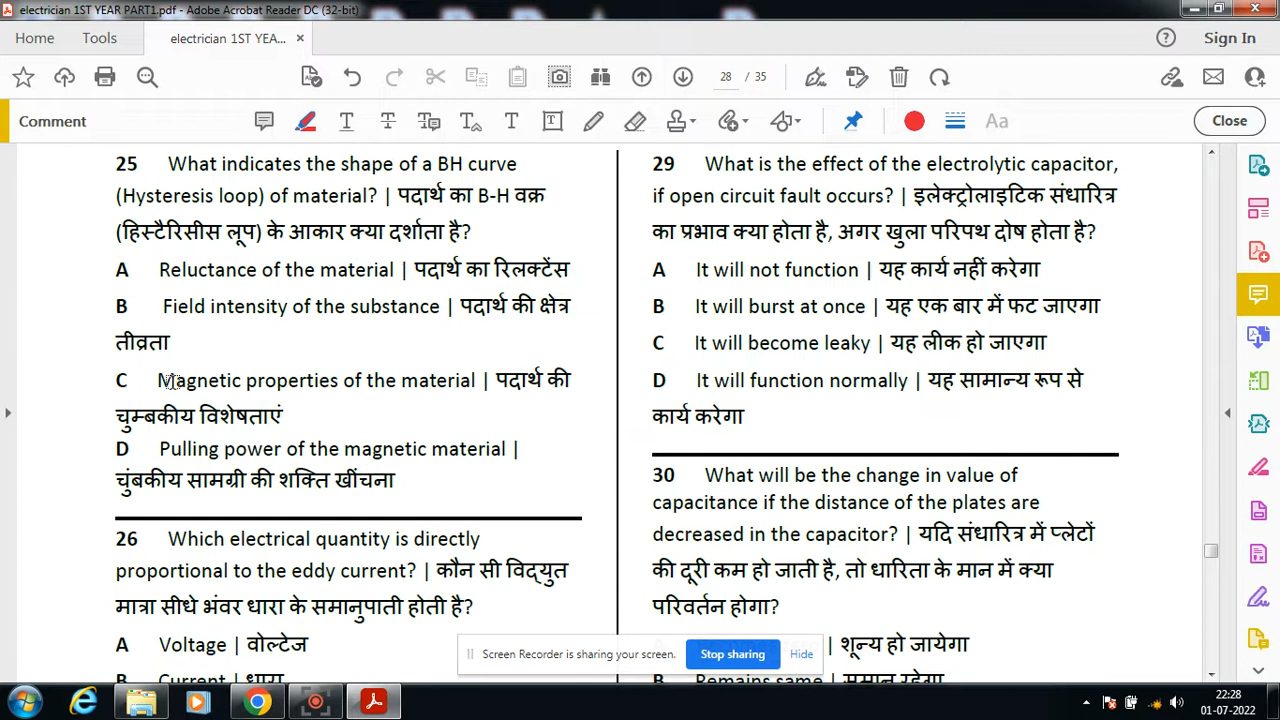 electrician 1ST YEAR PART1.pdf - Adobe Acrobat Reader DC (32-bit)
Home
Tools
electrician 1ST YEA...
Sign In
28 / 35
Comment
Aa
Close
25 What indicates the shape of a BH curve
(Hysteresis loop) of material? | पदार्थ का B-H वक्र
(हिस्टैरिसीस लूप) के आकार क्या दर्शाता है?
A Reluctance of the material | पदार्थ का रिलक्टेंस
B Field intensity of the substance | पदार्थ की क्षेत्र
तीव्रता
C Magnetic properties of the material | पदार्थ की
चुम्बकीय विशेषताएं
D Pulling power of the magnetic material |
चुंबकीय सामग्री की शक्ति खींचना
26 Which electrical quantity is directly
proportional to the eddy current? | कौन सी विद्युत
मात्रा सीधे भंवर धारा के समानुपाती होती है?
A Voltage | वोल्टेज
B Current | धारा
29 What is the effect of the electrolytic capacitor,
if open circuit fault occurs? | इलेक्ट्रोलाइटिक संधारित्र
का प्रभाव क्या होता है, अगर खुला परिपथ दोष होता है?
A It will not function | यह कार्य नहीं करेगा
B It will burst at once | यह एक बार में फट जाएगा
C It will become leaky | यह लीक हो जाएगा
D It will function normally | यह सामान्य रूप से
कार्य करेगा
30 What will be the change in value of
capacitance if the distance of the plates are
decreased in the capacitor? | यदि संधारित्र में प्लेटों
की दूरी कम हो जाती है, तो धारिता के मान में क्या
परिवर्तन होगा?
| शून्य हो जायेगा
B Remains same | समान रहेगा
Screen Recorder is sharing your screen.
Stop sharing
Hide
22:28
01-07-2022